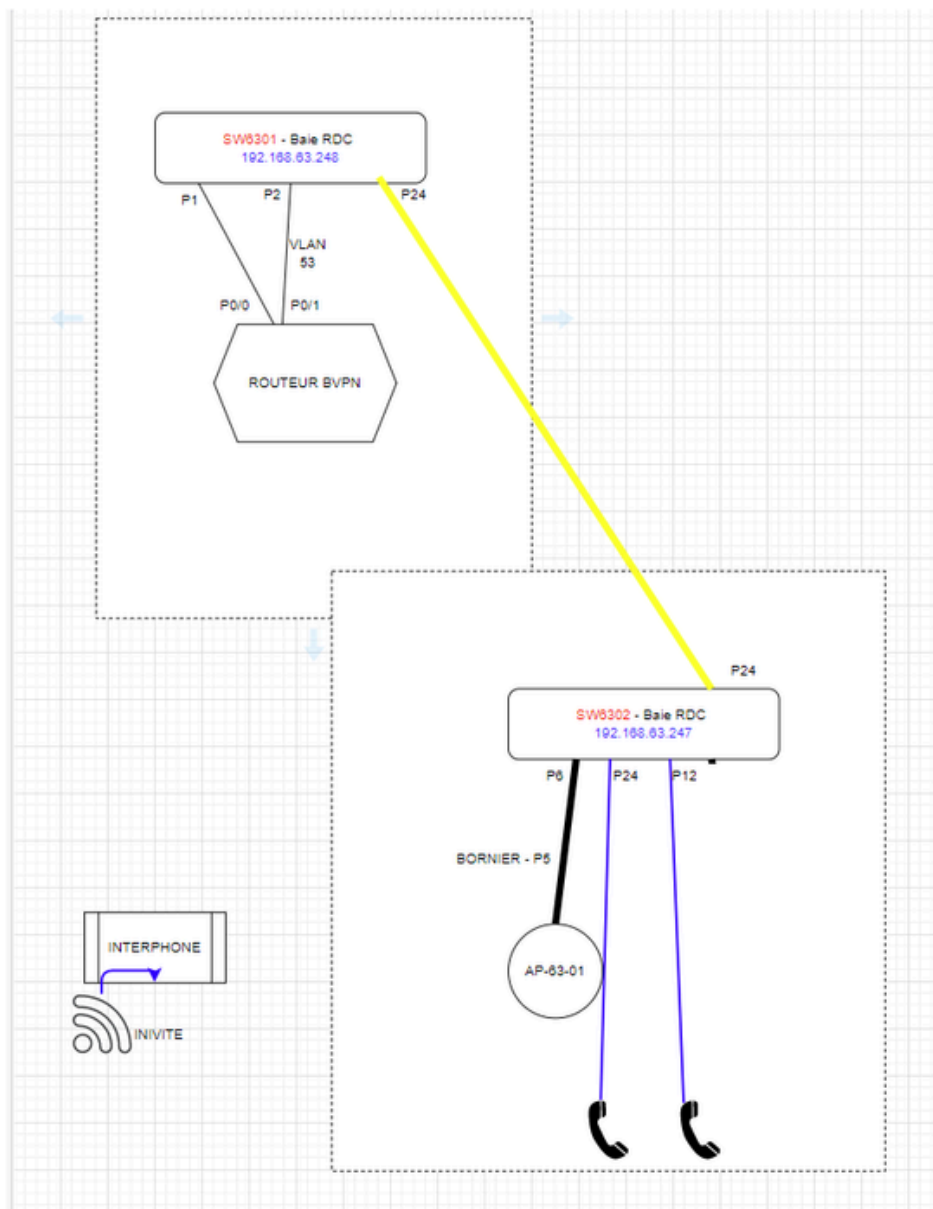 SW6301 - Baie RDC
192.168.63.248
P1
P2
P24
VLAN
53
P0/0
P0/1
ROUTEUR BVPN
P24
SW6302 - Baie RDC
192.168.63.247
P6
P24
P12
BORNIER - P5
AP-63-01
INTERPHONE
INIVITE